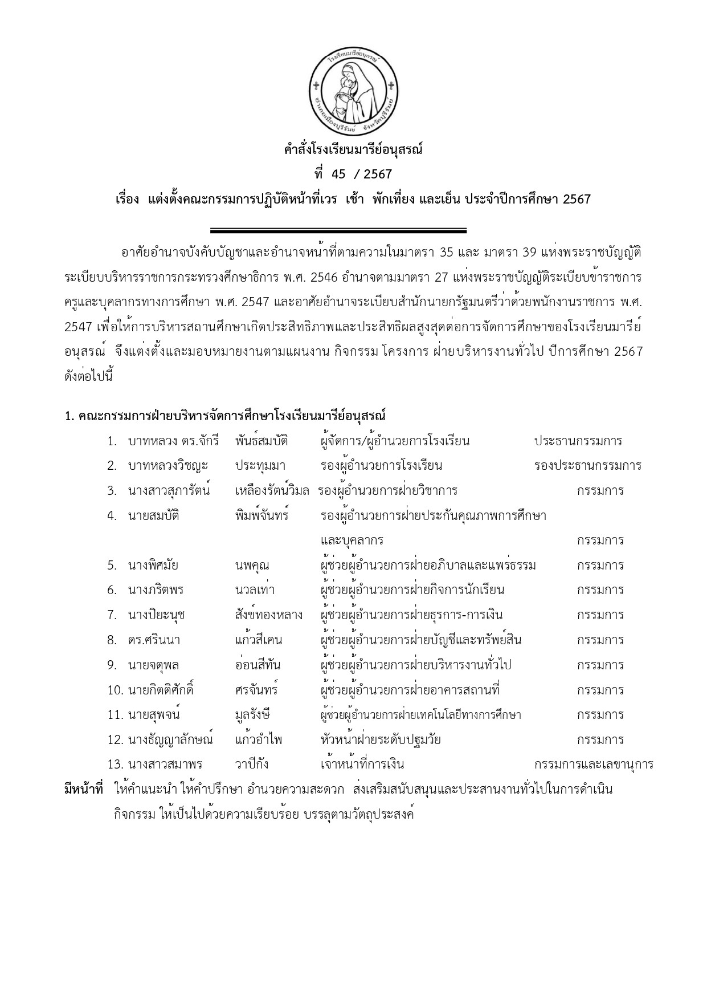 โรงเรียนมารีย์อนุสรณ์
อำเภอเมืองบุรีรัมย์ จังหวัดบุรีรัมย์
คำสั่งโรงเรียนมารีย์อนุสรณ์
ที่ 45 / 2567
เรื่อง แต่งตั้งคณะกรรมการปฏิบัติหน้าที่เวร เช้า พักเที่ยง และเย็น ประจำปีการศึกษา 2567
อาศัยอำนาจบังคับบัญชาและอำนาจหน้าที่ตามความในมาตรา 35 และ มาตรา 39 แห่งพระราชบัญญัติ
ระเบียบบริหารราชการกระทรวงศึกษาธิการ พ.ศ. 2546 อำนาจตามมาตรา 27 แห่งพระราชบัญญัติระเบียบข้าราชการ
ครูและบุคลากรทางการศึกษา พ.ศ. 2547 และอาศัยอำนาจระเบียบสำนักนายกรัฐมนตรีว่าด้วยพนักงานราชการ พ.ศ.
2547 เพื่อให้การบริหารสถานศึกษาเกิดประสิทธิภาพและประสิทธิผลสูงสุดต่อการจัดการศึกษาของโรงเรียนมารีย์
อนุสรณ์ จึงแต่งตั้งและมอบหมายงานตามแผนงาน กิจกรรม โครงการ ฝ่ายบริหารงานทั่วไป ปีการศึกษา 2567
ดังต่อไปนี้
1. คณะกรรมการฝ่ายบริหารจัดการศึกษาโรงเรียนมารีย์อนุสรณ์
1. บาทหลวง ดร.จักรี พันธ์สมบัติ ผู้จัดการ/ผู้อำนวยการโรงเรียน ประธานกรรมการ
2. บาทหลวงวิชญะ ประทุมมา รองผู้อำนวยการโรงเรียน รองประธานกรรมการ
3. นางสาวสุภารัตน์ เหลืองรัตน์วิมล รองผู้อำนวยการฝ่ายวิชาการ กรรมการ
4. นายสมบัติ พิมพ์จันทร์ รองผู้อำนวยการฝ่ายประกันคุณภาพการศึกษา
และบุคลากร กรรมการ
5. นางพิศมัย นพคุณ ผู้ช่วยผู้อำนวยการฝ่ายอภิบาลและแพร่ธรรม กรรมการ
6. นางภริตพร นวลเท่า ผู้ช่วยผู้อำนวยการฝ่ายกิจการนักเรียน กรรมการ
7. นางปิยะนุช สังข์ทองหลาง ผู้ช่วยผู้อำนวยการฝ่ายธุรการ-การเงิน กรรมการ
8. ดร.ศรินนา แก้วสีเคน ผู้ช่วยผู้อำนวยการฝ่ายบัญชีและทรัพย์สิน กรรมการ
9. นายจตุพล อ่อนสีทัน ผู้ช่วยผู้อำนวยการฝ่ายบริหารงานทั่วไป กรรมการ
10. นายกิตติศักดิ์ ศรจันทร์ ผู้ช่วยผู้อำนวยการฝ่ายอาคารสถานที่ กรรมการ
11. นายสุพจน์ มูลรังษี ผู้ช่วยผู้อำนวยการฝ่ายเทคโนโลยีทางการศึกษา กรรมการ
12. นางธัญญาลักษณ์ แก้วอำไพ หัวหน้าฝ่ายระดับปฐมวัย กรรมการ
13. นางสาวสมาพร วาปีกัง เจ้าหน้าที่การเงิน กรรมการและเลขานุการ
มีหน้าที่ ให้คำแนะนำ ให้คำปรึกษา อำนวยความสะดวก ส่งเสริมสนับสนุนและประสานงานทั่วไปในการดำเนิน
กิจกรรม ให้เป็นไปด้วยความเรียบร้อย บรรลุตามวัตถุประสงค์